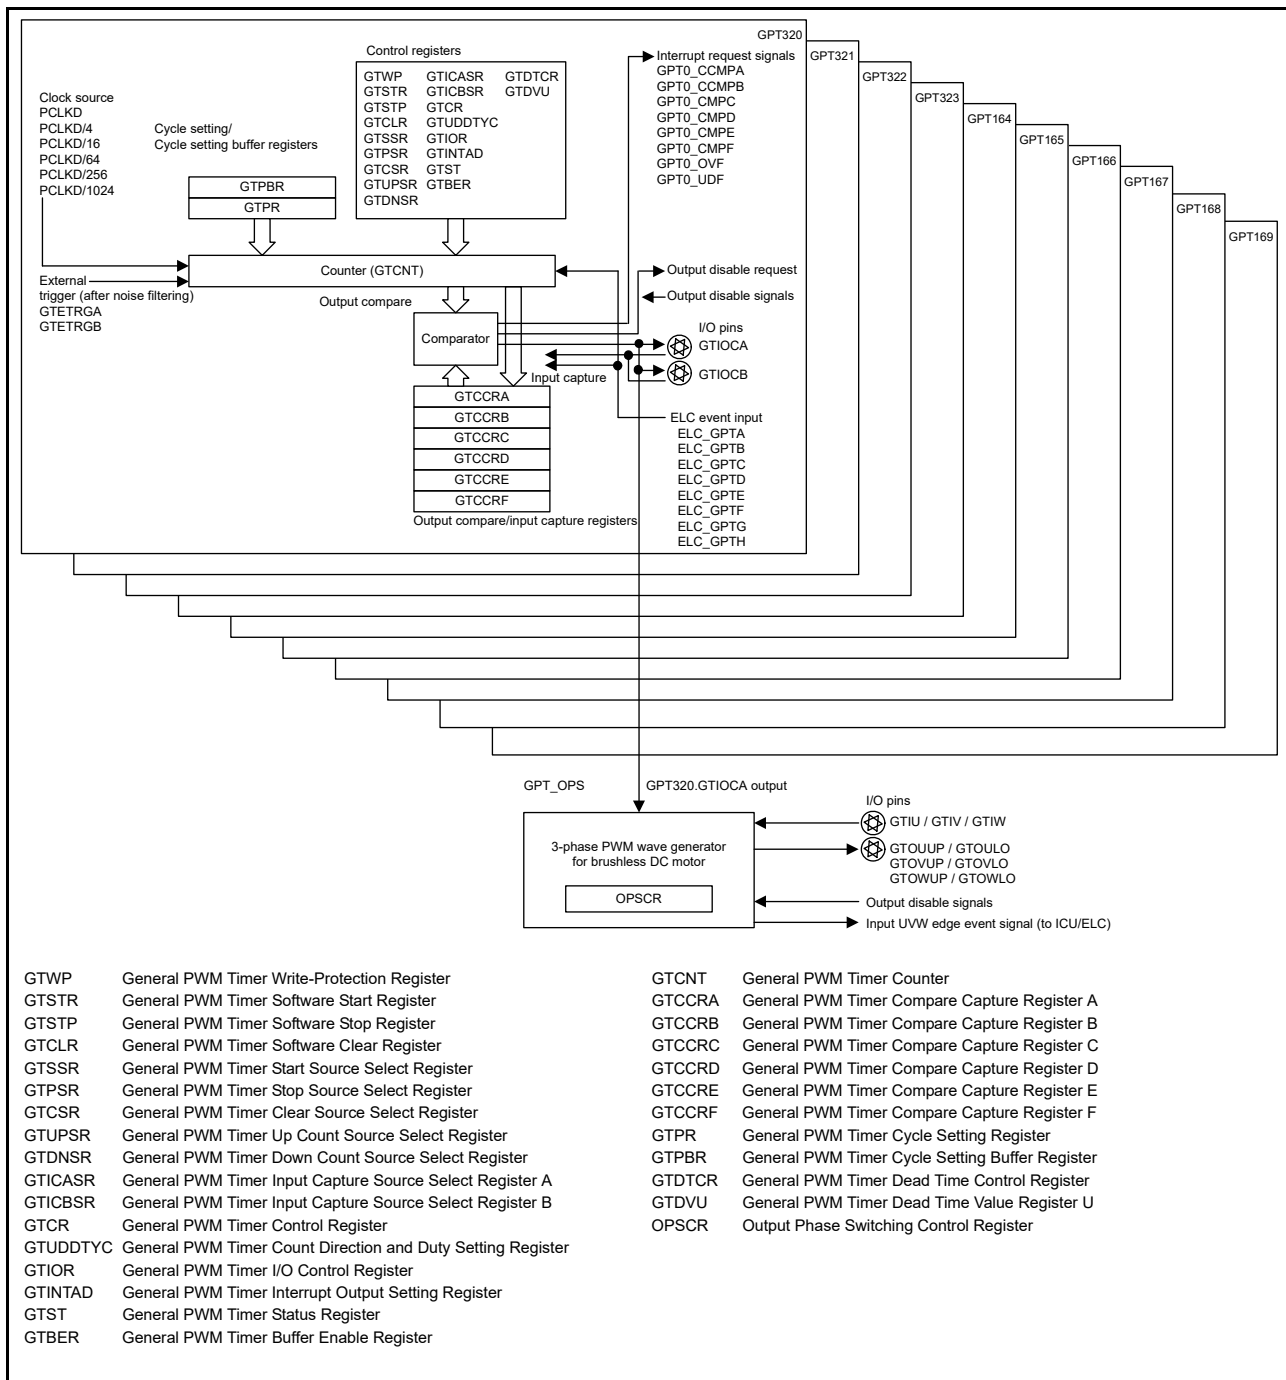 GPT320
GPT321
GPT322
GPT323
GPT164
GPT165
GPT166
GPT167
GPT168
GPT169
Control registers
GTWP GTICASR GTDTCR
GTSTR GTICBSR GTDVU
GTSTP GTCR
GTCLR GTUDDTYC
GTSSR GTIOR
GTPSR GTINTAD
GTCSR GTST
GTUPSR GTBER
GTDNSR
Clock source
PCLKD
PCLKD/4
PCLKD/16
PCLKD/64
PCLKD/256
PCLKD/1024
Cycle setting/
Cycle setting buffer registers
GTPBR
GTPR
Interrupt request signals
GPT0_CCMPA
GPT0_CCMPB
GPT0_CMPC
GPT0_CMPD
GPT0_CMPE
GPT0_CMPF
GPT0_OVF
GPT0_UDF
Counter (GTCNT)
External
trigger (after noise filtering)
GTETRGA
GTETRGB
Output compare
Comparator
Output disable request
Output disable signals
I/O pins
GTIOCA
GTIOCB
Input capture
GTCCRA
GTCCRB
GTCCRC
GTCCRD
GTCCRE
GTCCRF
Output compare/input capture registers
ELC event input
ELC_GPTA
ELC_GPTB
ELC_GPTC
ELC_GPTD
ELC_GPTE
ELC_GPTF
ELC_GPTG
ELC_GPTH
GPT_OPS
GPT320.GTIOCA output
3-phase PWM wave generator
for brushless DC motor
OPSCR
I/O pins
GTIU / GTIV / GTIW
GTOUUP / GTOULO
GTOVUP / GTOVLO
GTOWUP / GTOWLO
Output disable signals
Input UVW edge event signal (to ICU/ELC)
GTWP General PWM Timer Write-Protection Register
GTSTR General PWM Timer Software Start Register
GTSTP General PWM Timer Software Stop Register
GTCLR General PWM Timer Software Clear Register
GTSSR General PWM Timer Start Source Select Register
GTPSR General PWM Timer Stop Source Select Register
GTCSR General PWM Timer Clear Source Select Register
GTUPSR General PWM Timer Up Count Source Select Register
GTDNSR General PWM Timer Down Count Source Select Register
GTICASR General PWM Timer Input Capture Source Select Register A
GTICBSR General PWM Timer Input Capture Source Select Register B
GTCR General PWM Timer Control Register
GTUDDTYC General PWM Timer Count Direction and Duty Setting Register
GTIOR General PWM Timer I/O Control Register
GTINTAD General PWM Timer Interrupt Output Setting Register
GTST General PWM Timer Status Register
GTBER General PWM Timer Buffer Enable Register
GTCNT General PWM Timer Counter
GTCCRA General PWM Timer Compare Capture Register A
GTCCRB General PWM Timer Compare Capture Register B
GTCCRC General PWM Timer Compare Capture Register C
GTCCRD General PWM Timer Compare Capture Register D
GTCCRE General PWM Timer Compare Capture Register E
GTCCRF General PWM Timer Compare Capture Register F
GTPR General PWM Timer Cycle Setting Register
GTPBR General PWM Timer Cycle Setting Buffer Register
GTDTCR General PWM Timer Dead Time Control Register
GTDVU General PWM Timer Dead Time Value Register U
OPSCR Output Phase Switching Control Register